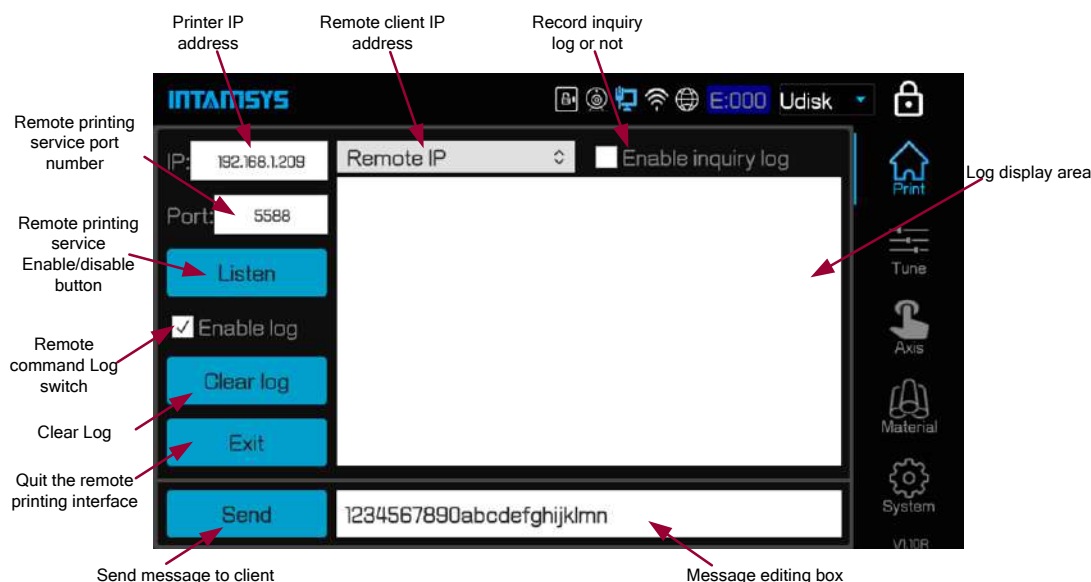 Printer IP
address
Remote client IP
address
Record inquiry
log or not
INTAMSYS
E:000
Udisk
Remote printing
service port
number
IP:
192.168.1.209
Remote IP
Enable inquiry log
Print
Log display area
Port:
5588
Remote printing
service
Enable/disable
button
Listen
Tune
Enable log
Remote
command Log
switch
Axis
Clear log
Clear Log
Exit
Material
Quit the remote
printing interface
Send
1234567890abcdefghijklmn
System
V1.10R
Send message to client
Message editing box